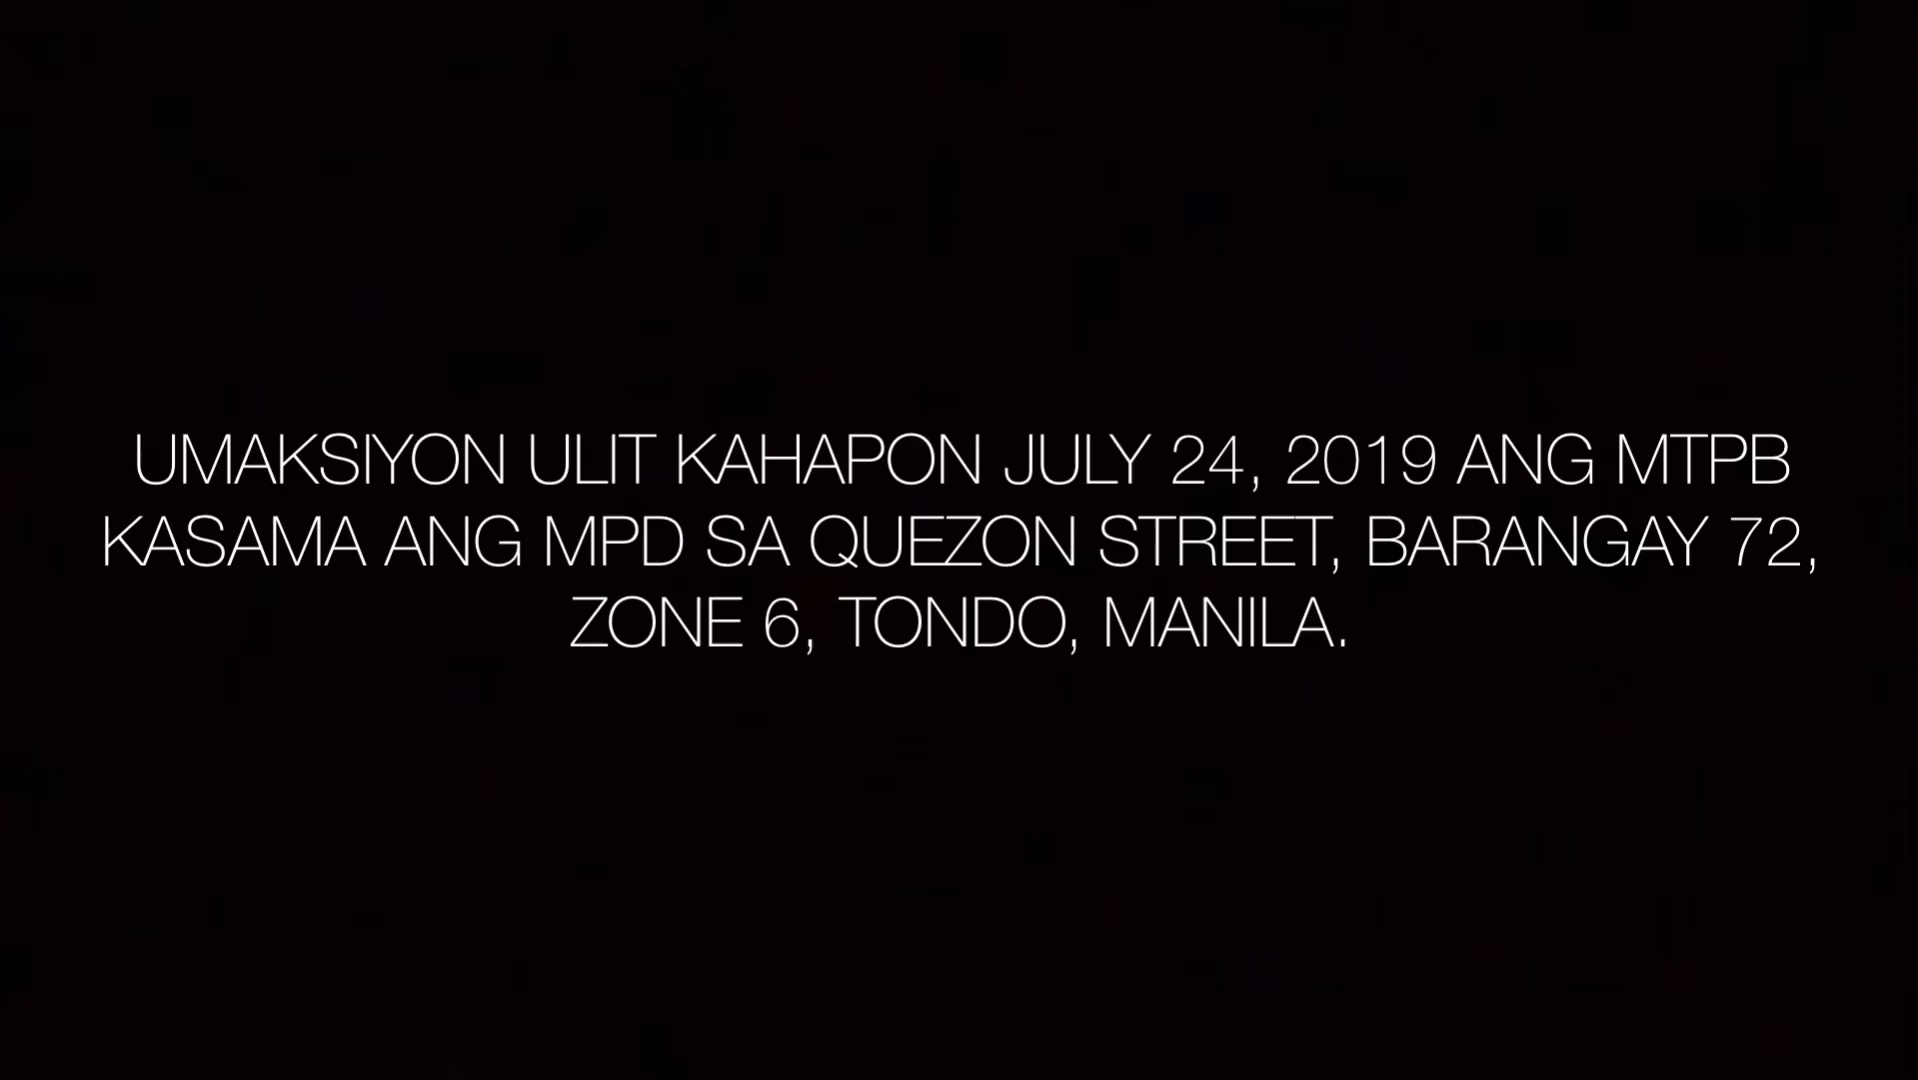 UMAKSIYON ULIT KAHAPON JULY 24, 2019 ANG MTPB
KASAMA ANG MPD SA QUEZON STREET, BARANGAY 72,
ZONE 6, TONDO, MANILA.